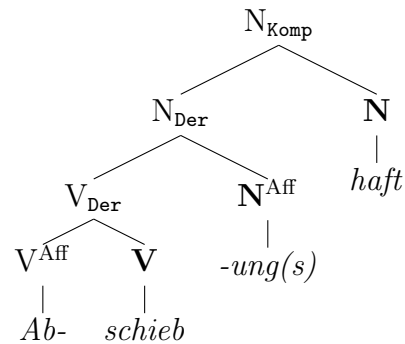 N_Komp
N_Der N
V_Der N^Aff haft
V^Aff V -ung(s)
Ab- schieb